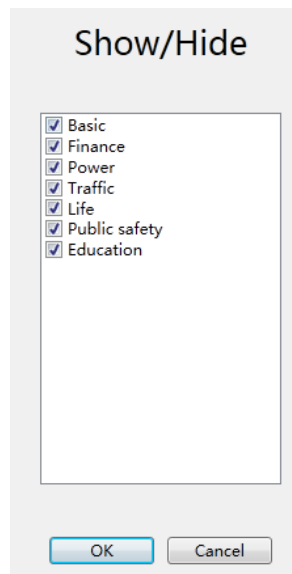 Show/Hide
Basic
Finance
Power
Traffic
Life
Public safety
Education
OK
Cancel